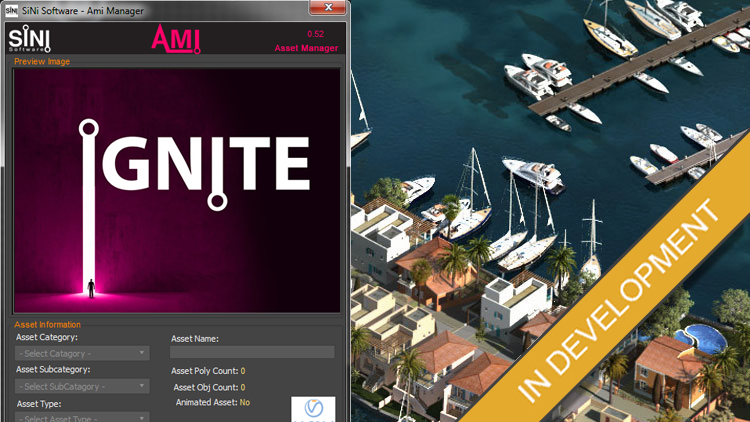 SiNi Software - Ami Manager
SiNi
Software
AMi
0.52
Asset Manager
Preview Image
IGNITE
Asset Information
Asset Category:
- Select Catagory -
Asset Subcategory:
- Select SubCatagory -
Asset Type:
- Select Asset Type -
Asset Name:
Asset Poly Count: 0
Asset Obj Count: 0
Animated Asset: No
IN DEVELOPMENT